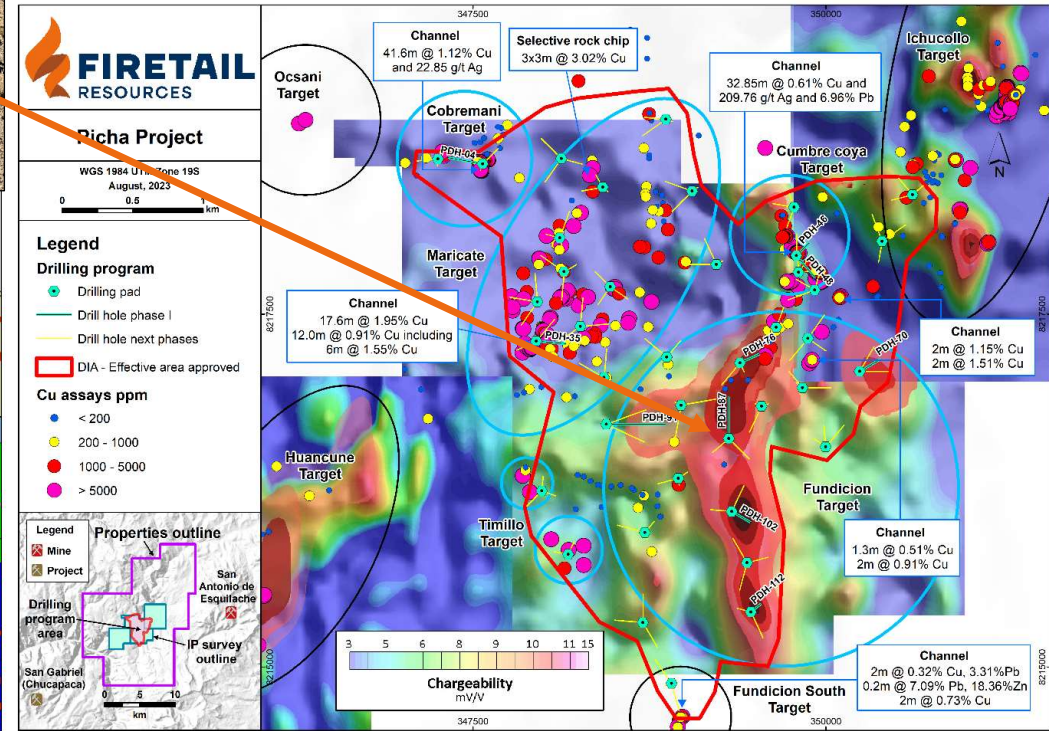 FIRETAIL
RESOURCES
Picha Project
WGS 1984 UTM Zone 19S
August, 2023
0 0.5 1
km
Legend
Drilling program
Drilling pad
Drill hole phase I
Drill hole next phases
DIA - Effective area approved
Cu assays ppm
< 200
200 - 1000
1000 - 5000
> 5000
Legend
Mine
Project
Properties outline
San
Antonio de
Esquilache
Drilling
program
area
IP survey
outline
San Gabriel
(Chucapaca)
0 5 10
km
347500
350000
8217500
8217500
8215000
8215000
Ocsani
Target
Channel
41.6m @ 1.12% Cu
and 22.85 g/t Ag
Selective rock chip
3x3m @ 3.02% Cu
Channel
32.85m @ 0.61% Cu and
209.76 g/t Ag and 6.96% Pb
Ichucollo
Target
Cobremani
Target
PDH-04
Cumbre coya
Target
N
PDH-46
PDH-48
Maricate
Target
Channel
17.6m @ 1.95% Cu
12.0m @ 0.91% Cu including
6m @ 1.55% Cu
PDH-35
PDH-76
PDH-70
Channel
2m @ 1.15% Cu
2m @ 1.51% Cu
PDH-87
Huancune
Target
Fundicion
Target
PDH-102
Timillo
Target
Channel
1.3m @ 0.51% Cu
2m @ 0.91% Cu
PDH-112
3 5 6 8 9 10 11 15
Chargeability
mV/V
Fundicion South
Target
Channel
2m @ 0.32% Cu, 3.31%Pb
0.2m @ 7.09% Pb, 18.36%Zn
2m @ 0.73% Cu